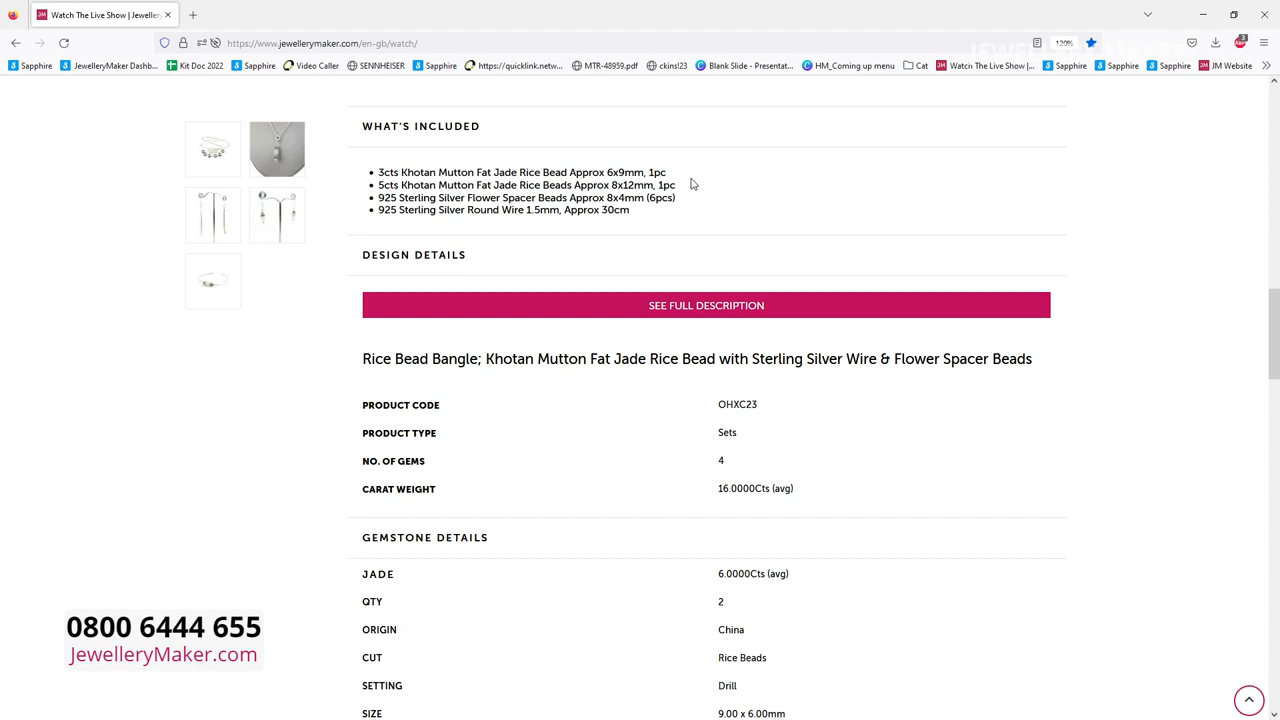 Watch The Live Show | Jewellery
https://www.jewellerymaker.com/en-gb/watch/
120%
3
Sapphire
JewelleryMaker Dashb...
Kit Doc 2022
Sapphire
Video Caller
SENNHEISER
Sapphire
https://quicklink.netw...
MTR-48959.pdf
ckinsl23
Blank Slide - Presentat...
HM_Coming up menu
Cat
Watch The Live Show |...
Sapphire
Sapphire
Sapphire
JM Website
WHAT'S INCLUDED
3cts Khotan Mutton Fat Jade Rice Bead Approx 6x9mm, 1pc
5cts Khotan Mutton Fat Jade Rice Beads Approx 8x12mm, 1pc
925 Sterling Silver Flower Spacer Beads Approx 8x4mm (6pcs)
925 Sterling Silver Round Wire 1.5mm, Approx 30cm
DESIGN DETAILS
SEE FULL DESCRIPTION
Rice Bead Bangle; Khotan Mutton Fat Jade Rice Bead with Sterling Silver Wire & Flower Spacer Beads
PRODUCT CODE OHXC23
PRODUCT TYPE Sets
NO. OF GEMS 4
CARAT WEIGHT 16.0000Cts (avg)
GEMSTONE DETAILS
JADE 6.0000Cts (avg)
QTY 2
ORIGIN China
CUT Rice Beads
SETTING Drill
SIZE 9.00 x 6.00mm
0800 6444 655
JewelleryMaker.com